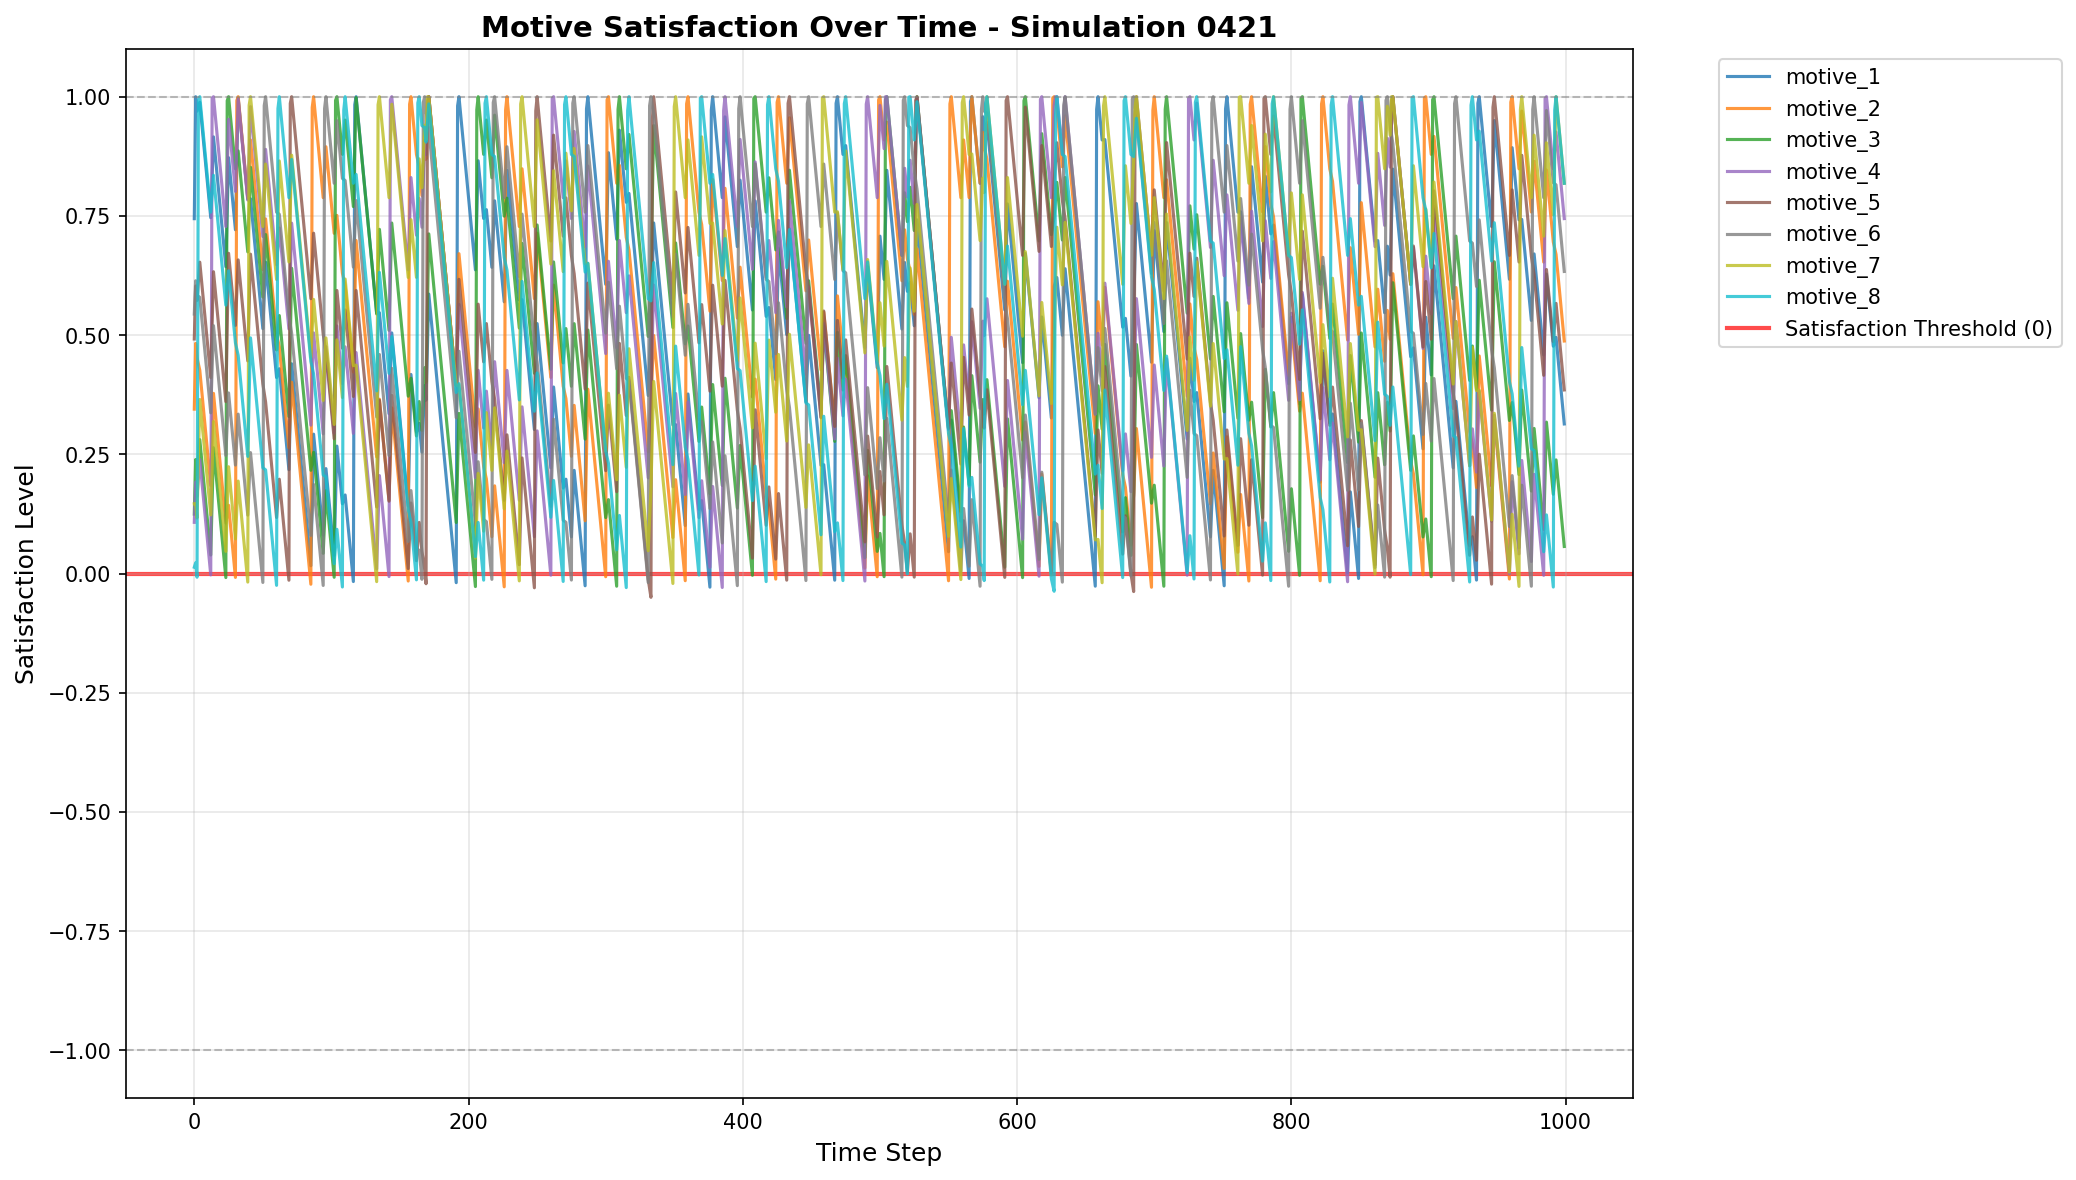 Motive Satisfaction Over Time - Simulation 0421
1.00
0.75
0.50
0.25
0.00
−0.25
−0.50
−0.75
−1.00
Satisfaction Level
0
200
400
600
800
1000
Time Step
motive_1
motive_2
motive_3
motive_4
motive_5
motive_6
motive_7
motive_8
Satisfaction Threshold (0)